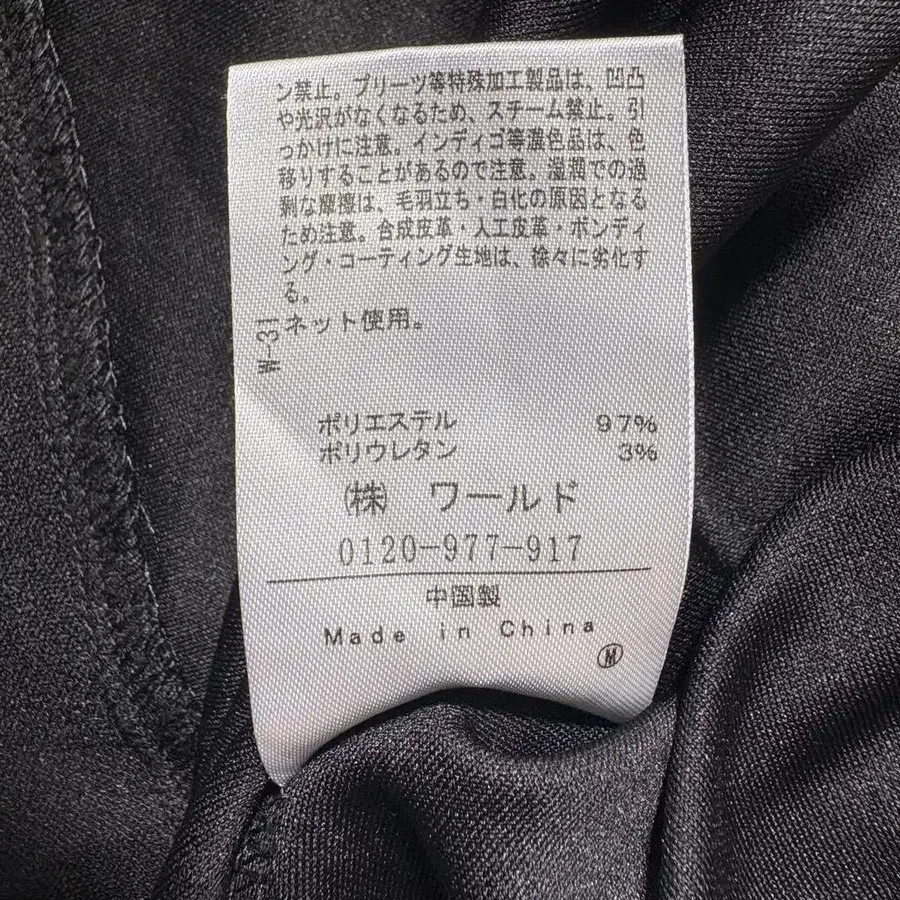 ン禁止。プリーツ等特殊加工製品は、凹凸
や光沢がなくなるため、スチーム禁止。引
っかけに注意。インディゴ等濃色品は、色
移りすることがあるので注意。湿潤での過
剰な摩擦は、毛羽立ち・白化の原因となる
ため注意。合成皮革・人工皮革・ボンディ
ング・コーティング生地は、徐々に劣化す
る。
ネット使用。
W-31
ポリエステル 97%
ポリウレタン 3%
㈱ ワールド
0120-977-917
中国製
Made in China
Ⓜ